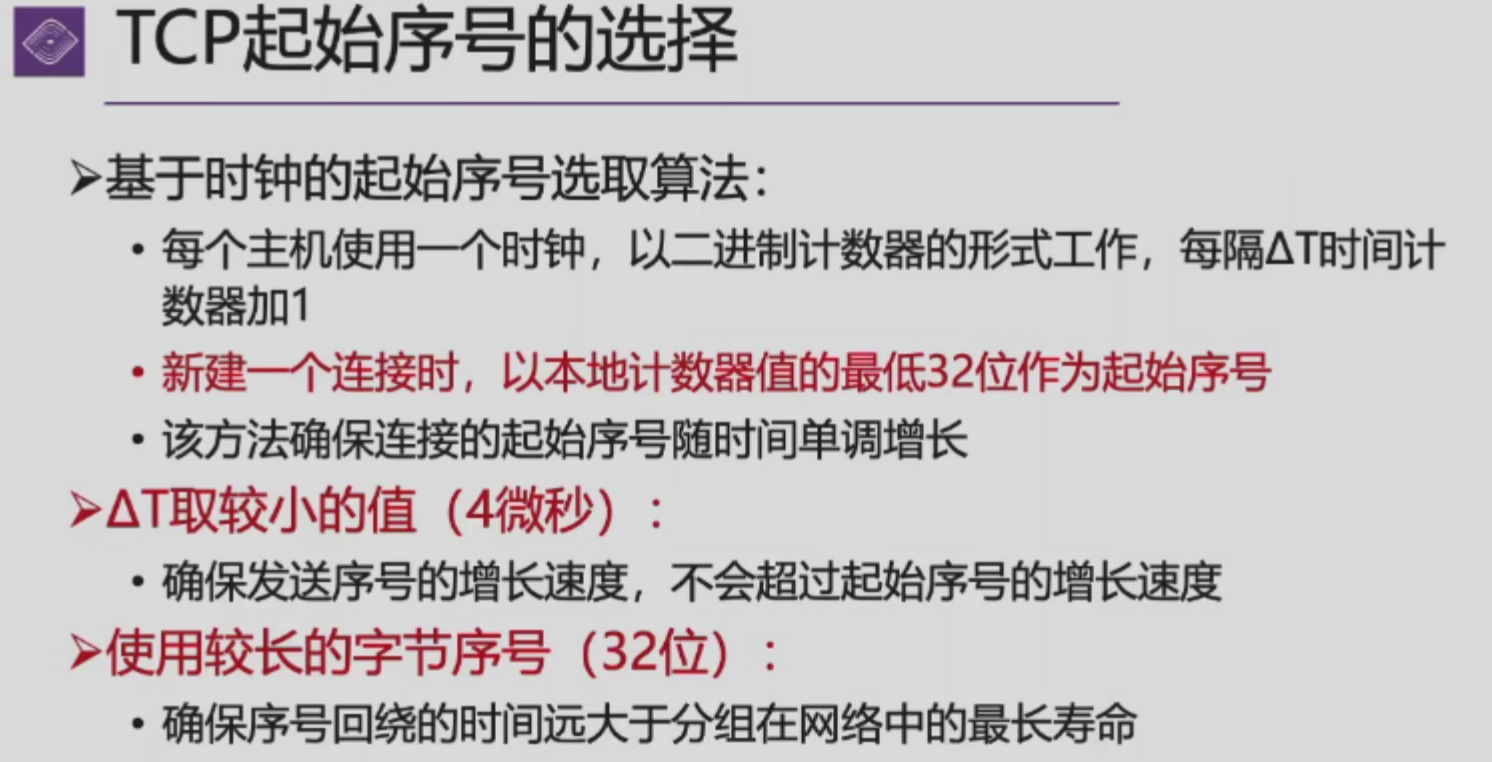 TCP起始序号的选择
➢基于时钟的起始序号选取算法：
• 每个主机使用一个时钟，以二进制计数器的形式工作，每隔ΔT时间计
数器加1
• 新建一个连接时，以本地计数器值的最低32位作为起始序号
• 该方法确保连接的起始序号随时间单调增长
➢ΔT取较小的值（4微秒）：
• 确保发送序号的增长速度，不会超过起始序号的增长速度
➢使用较长的字节序号（32位）：
• 确保序号回绕的时间远大于分组在网络中的最长寿命